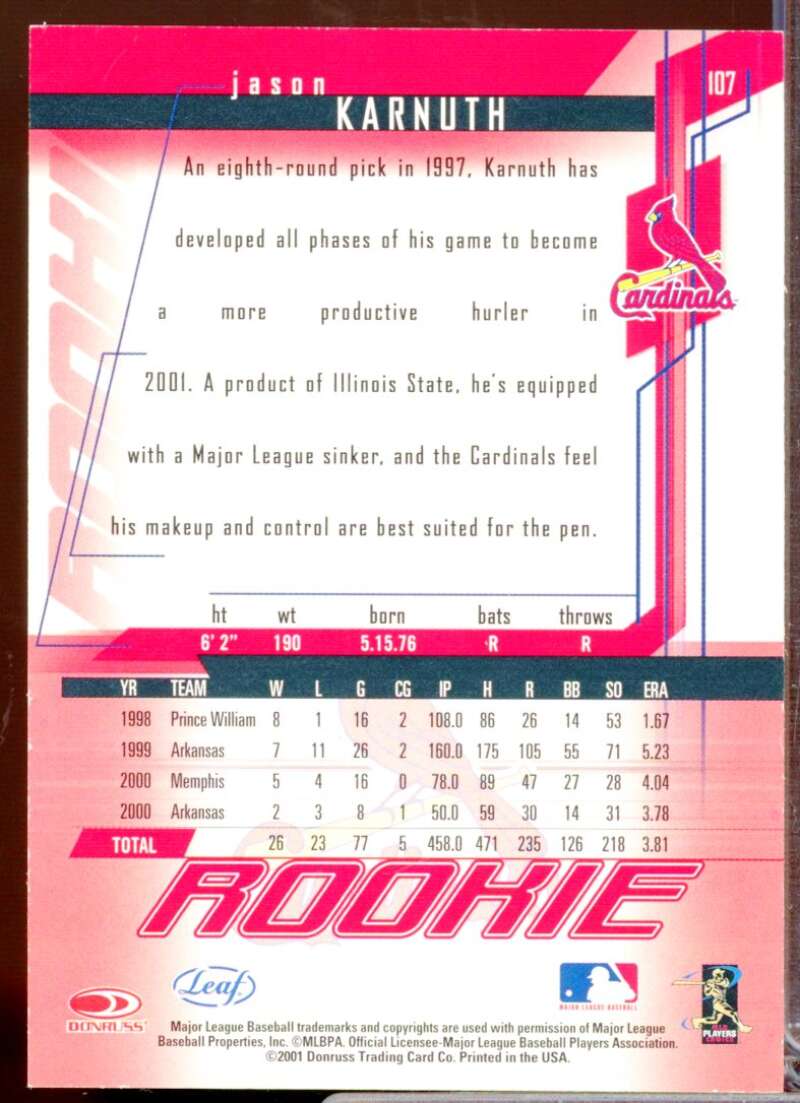 107
jason
KARNUTH
An eighth-round pick in 1997, Karnuth has
developed all phases of his game to become
a more productive hurler in
2001. A product of Illinois State, he's equipped
with a Major League sinker, and the Cardinals feel
his makeup and control are best suited for the pen.
Cardinals
ROOKIE
ht wt born bats throws
6' 2" 190 5.15.76 R R
YR TEAM W L G CG IP H R BB SO ERA
1998 Prince William 8 1 16 2 108.0 86 26 14 53 1.67
1999 Arkansas 7 11 26 2 160.0 175 105 55 71 5.23
2000 Memphis 5 4 16 0 78.0 89 47 27 28 4.04
2000 Arkansas 2 3 8 1 50.0 59 30 14 31 3.78
TOTAL 26 23 77 5 458.0 471 235 126 218 3.81
ROOKIE
DONRUSS
Leaf
MAJOR LEAGUE BASEBALL
MLB
PLAYERS
CHOICE
Major League Baseball trademarks and copyrights are used with permission of Major League
Baseball Properties, Inc. ©MLBPA. Official Licensee-Major League Baseball Players Association.
©2001 Donruss Trading Card Co. Printed in the USA.